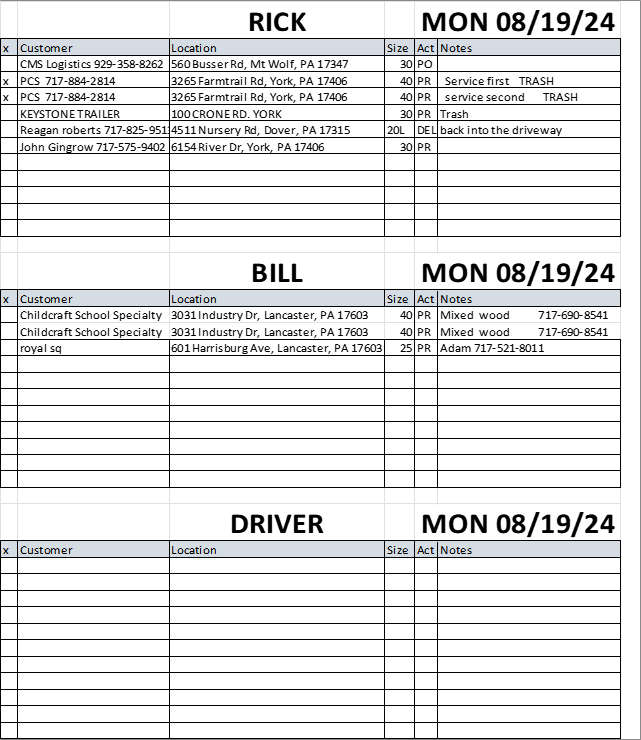 RICK MON 08/19/24
x Customer Location Size Act Notes
CMS Logistics 929-358-8262 560 Busser Rd, Mt Wolf, PA 17347 30 PO
x PCS 717-884-2814 3265 Farmtrail Rd, York, PA 17406 40 PR Service first TRASH
x PCS 717-884-2814 3265 Farmtrail Rd, York, PA 17406 40 PR service second TRASH
KEYSTONE TRAILER 100 CRONE RD. YORK 30 PR Trash
Reagan roberts 717-825-951 4511 Nursery Rd, Dover, PA 17315 20L DEL back into the driveway
John Gingrow 717-575-9402 6154 River Dr, York, PA 17406 30 PR
BILL MON 08/19/24
x Customer Location Size Act Notes
Childcraft School Specialty 3031 Industry Dr, Lancaster, PA 17603 40 PR Mixed wood 717-690-8541
Childcraft School Specialty 3031 Industry Dr, Lancaster, PA 17603 40 PR Mixed wood 717-690-8541
royal sq 601 Harrisburg Ave, Lancaster, PA 17603 25 PR Adam 717-521-8011
DRIVER MON 08/19/24
x Customer Location Size Act Notes